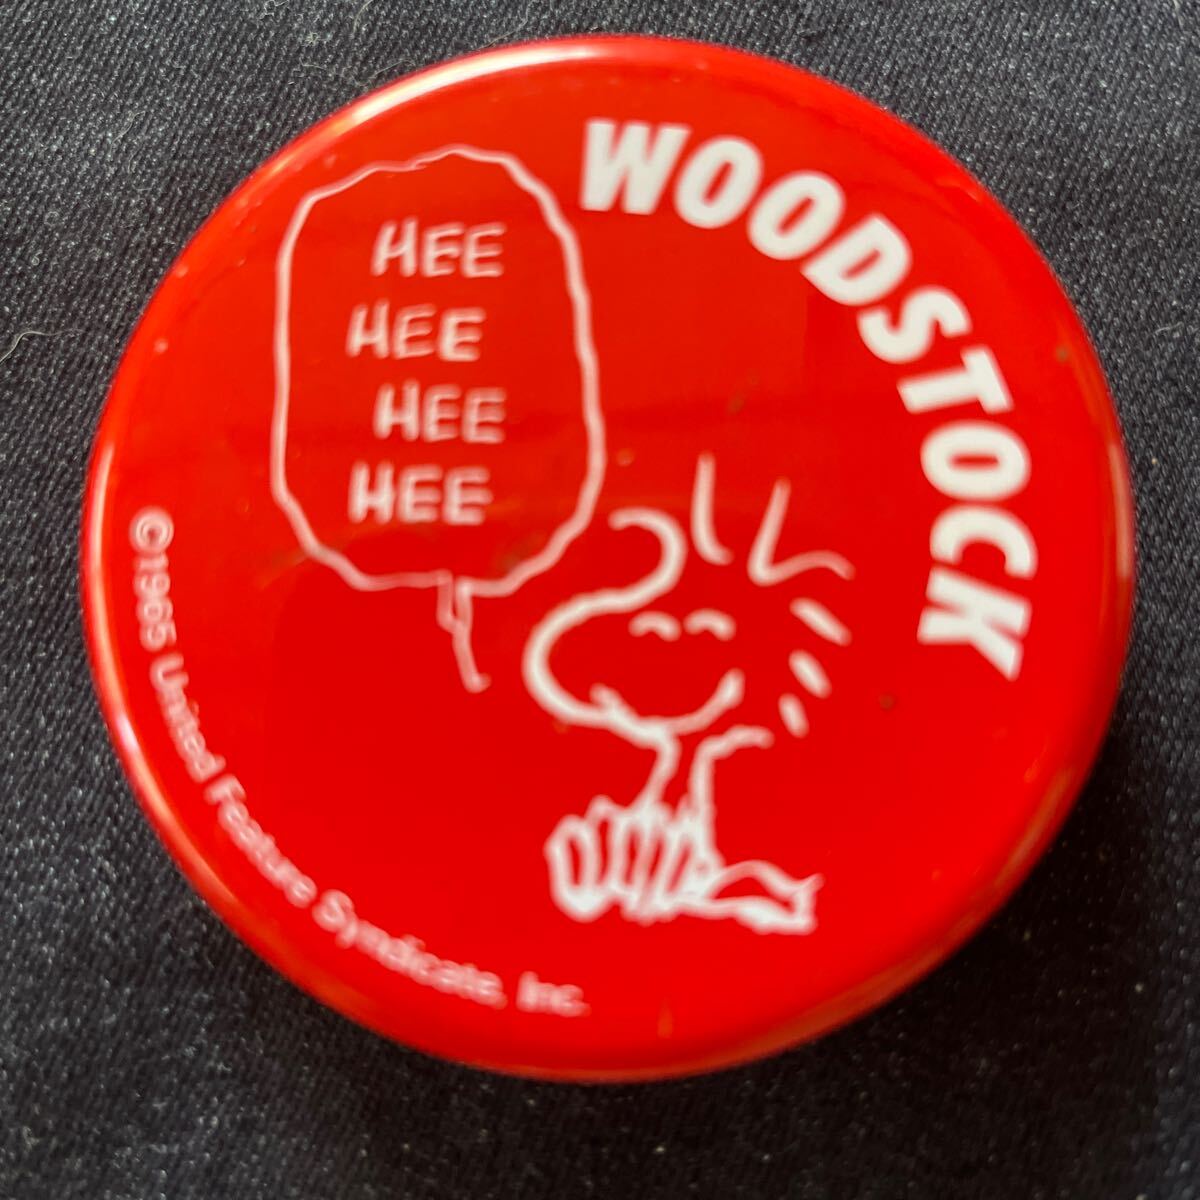 WOODSTOCK
HEE
HEE
HEE
HEE
©1965 United Feature Syndicate, Inc.